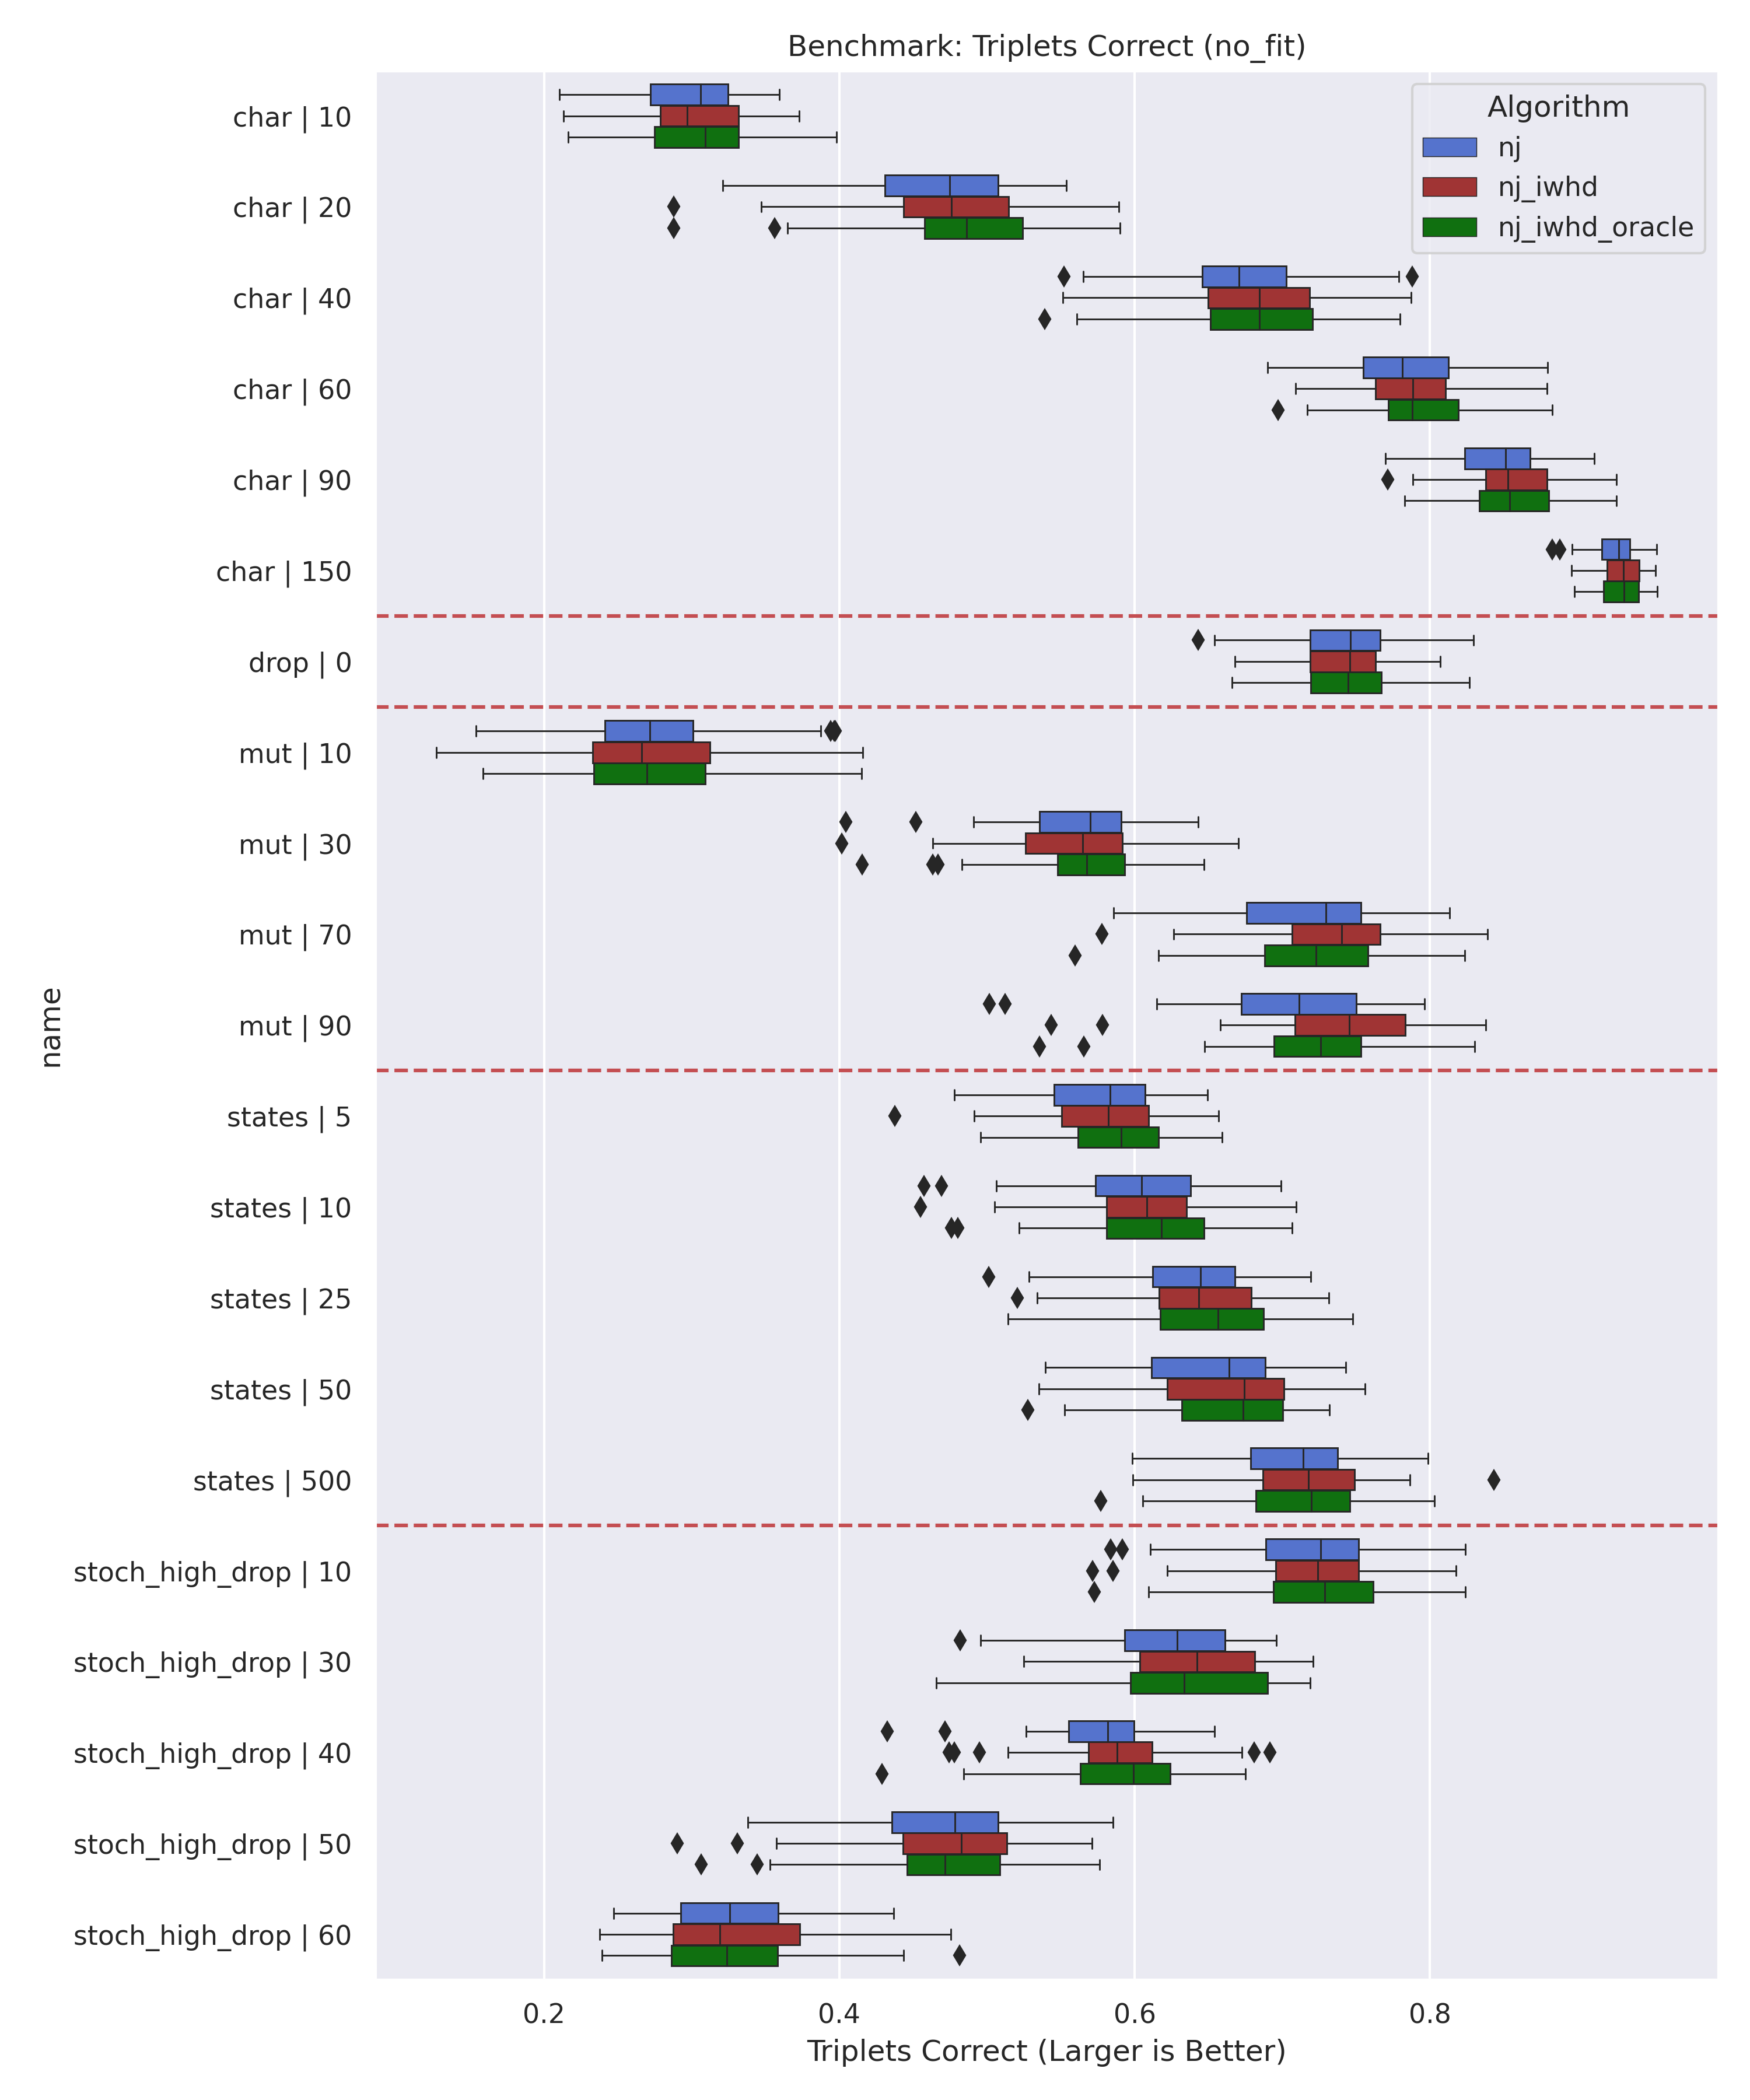 Benchmark: Triplets Correct (no_fit)
Algorithm
nj
nj_iwhd
nj_iwhd_oracle
name
char | 10
char | 20
char | 40
char | 60
char | 90
char | 150
drop | 0
mut | 10
mut | 30
mut | 70
mut | 90
states | 5
states | 10
states | 25
states | 50
states | 500
stoch_high_drop | 10
stoch_high_drop | 30
stoch_high_drop | 40
stoch_high_drop | 50
stoch_high_drop | 60
0.2 0.4 0.6 0.8
Triplets Correct (Larger is Better)